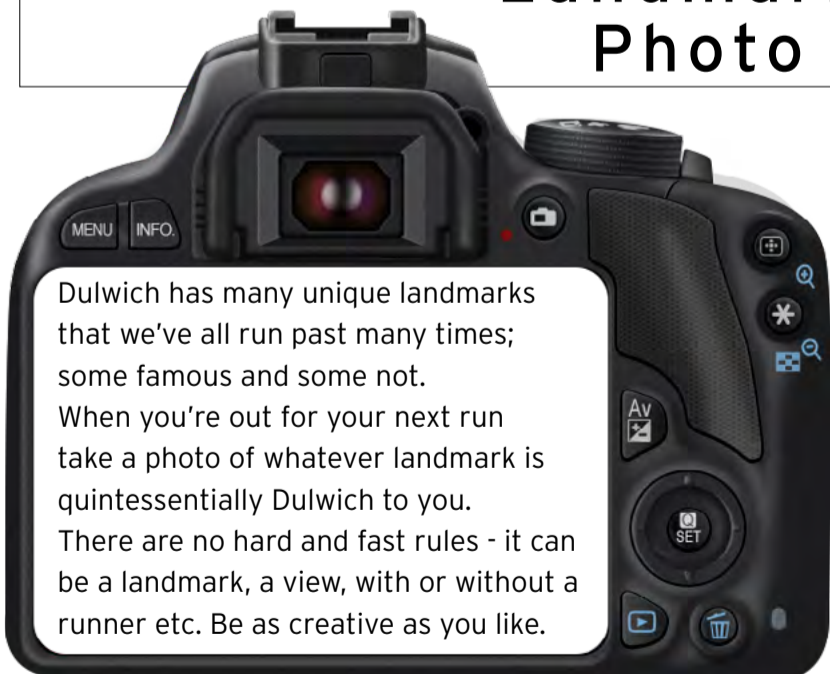 Photo
MENU INFO.
Dulwich has many unique landmarks
that we've all run past many times;
some famous and some not.
When you're out for your next run
take a photo of whatever landmark is
quintessentially Dulwich to you.
There are no hard and fast rules - it can
be a landmark, a view, with or without a
runner etc. Be as creative as you like.
Av
Q
SET